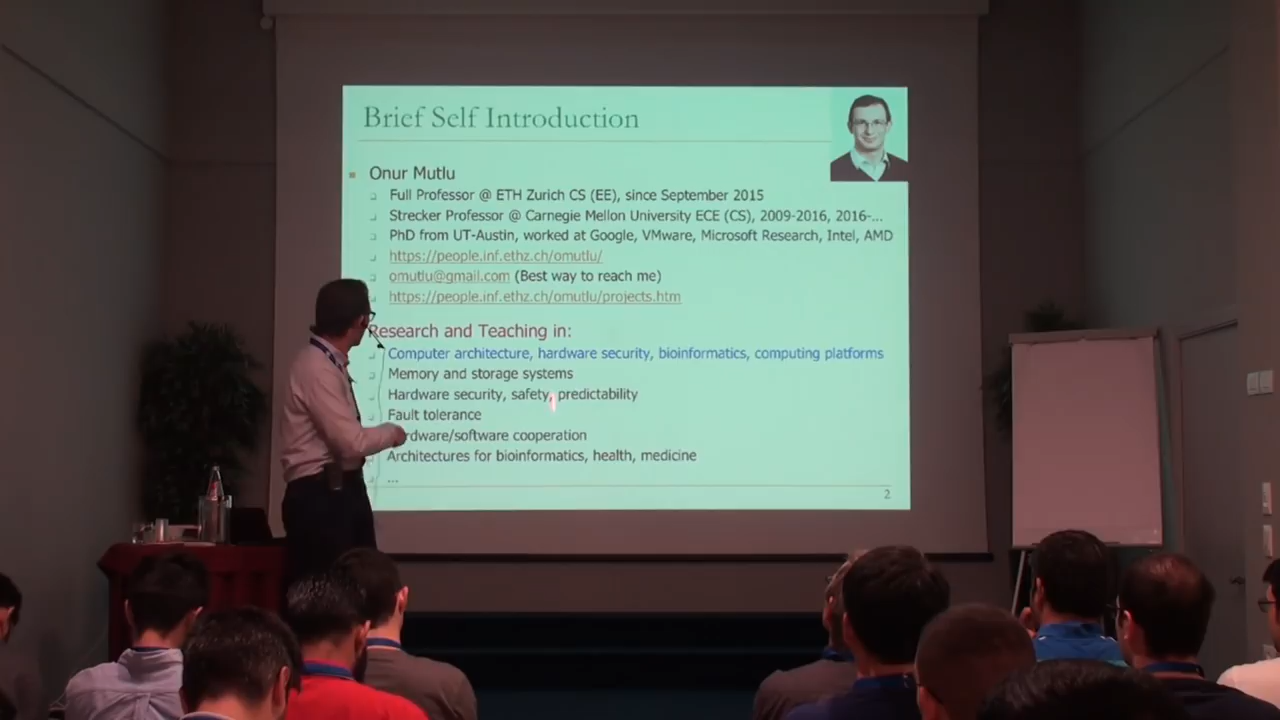 Brief Self Introduction
Onur Mutlu
Full Professor @ ETH Zurich CS (EE), since September 2015
Strecker Professor @ Carnegie Mellon University ECE (CS), 2009-2016, 2016-...
PhD from UT-Austin, worked at Google, VMware, Microsoft Research, Intel, AMD
https://people.inf.ethz.ch/omutlu/
omutlu@gmail.com (Best way to reach me)
https://people.inf.ethz.ch/omutlu/projects.htm
Research and Teaching in:
Computer architecture, hardware security, bioinformatics, computing platforms
Memory and storage systems
Hardware security, safety, predictability
Fault tolerance
rdware/software cooperation
Architectures for bioinformatics, health, medicine
...
2